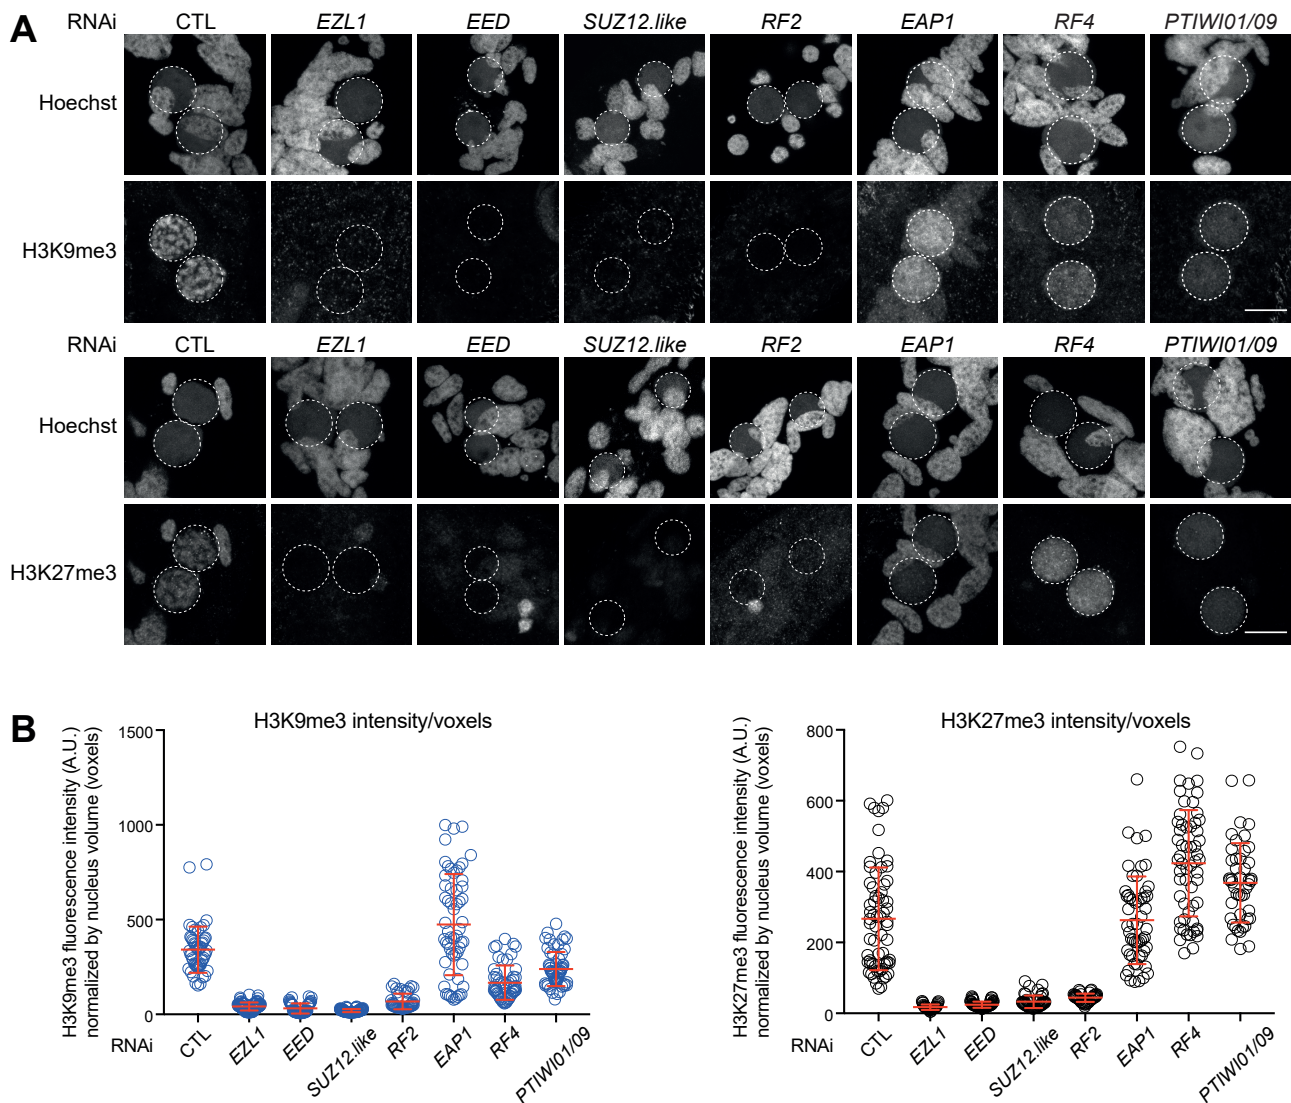 A
RNAi CTL EZL1 EED SUZ12.like RF2 EAP1 RF4 PTIWI01/09
Hoechst
H3K9me3
RNAi CTL EZL1 EED SUZ12.like RF2 EAP1 RF4 PTIWI01/09
Hoechst
H3K27me3
B
H3K9me3 intensity/voxels
H3K9me3 fluorescence intensity (A.U.)
normalized by nucleus volume (voxels)
1500
1000
500
0
RNAi CTL EZL1 EED SUZ12.like RF2 EAP1 RF4 PTIWI01/09
H3K27me3 intensity/voxels
H3K27me3 fluorescence intensity (A.U.)
normalized by nucleus volume (voxels)
800
600
400
200
0
RNAi CTL EZL1 EED SUZ12.like RF2 EAP1 RF4 PTIWI01/09